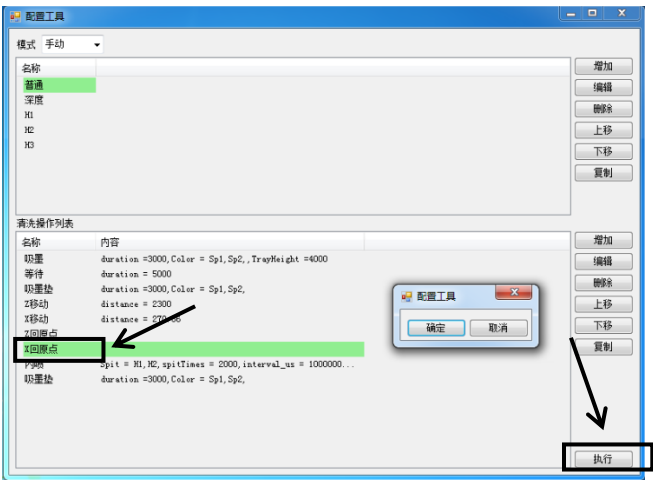 配置工具
模式 手动
名称
普通
深度
H1
H2
H3
增加
编辑
删除
上移
下移
复制
清洗操作列表
名称 内容
吸墨 duration =3000,Color = Sp1,Sp2,,TrayHeight =4000
等待 duration = 5000
吸墨垫 duration =3000,Color = Sp1,Sp2,
Z移动 distance = 2300
X移动 distance =
Z回原点
X回原点
Spit = H1,H2,spitTimes = 2000,interval_us = 1000000...
吸墨垫 duration =3000,Color = Sp1,Sp2,
增加
编辑
删除
上移
下移
复制
配置工具
确定 取消
执行